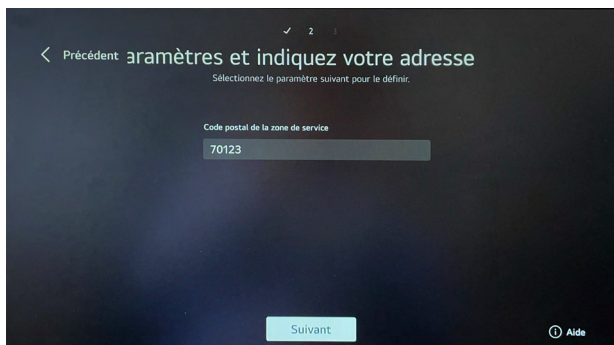 2 3
Précédent aramètres et indiquez votre adresse
Sélectionnez le paramètre suivant pour le définir.
Code postal de la zone de service
70123
Suivant
Aide